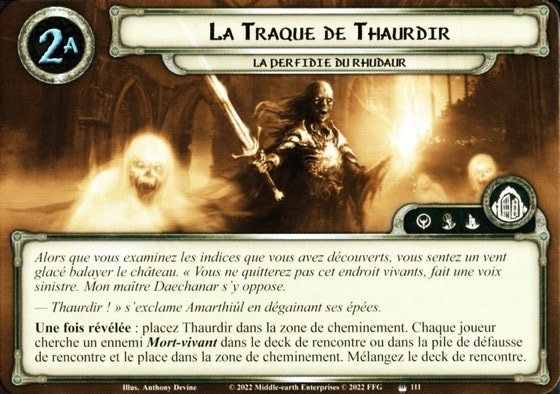 2A
La Traque de Thaurdir
La Perfidie du Rhudaur
Alors que vous examinez les indices que vous avez découverts, vous sentez un vent
glacé balayer le château. « Vous ne quitterez pas cet endroit vivants, fait une voix
sinistre. Mon maître Daechanar s'y oppose.
— Thaurdir ! » s'exclame Amarthiúl en dégainant ses épées.
Une fois révélée : placez Thaurdir dans la zone de cheminement. Chaque joueur
cherche un ennemi Mort-vivant dans le deck de rencontre ou dans la pile de défausse
de rencontre et le place dans la zone de cheminement. Mélangez le deck de rencontre.
Illus. Anthony Devine © 2022 Middle-earth Enterprises © 2022 FFG 111